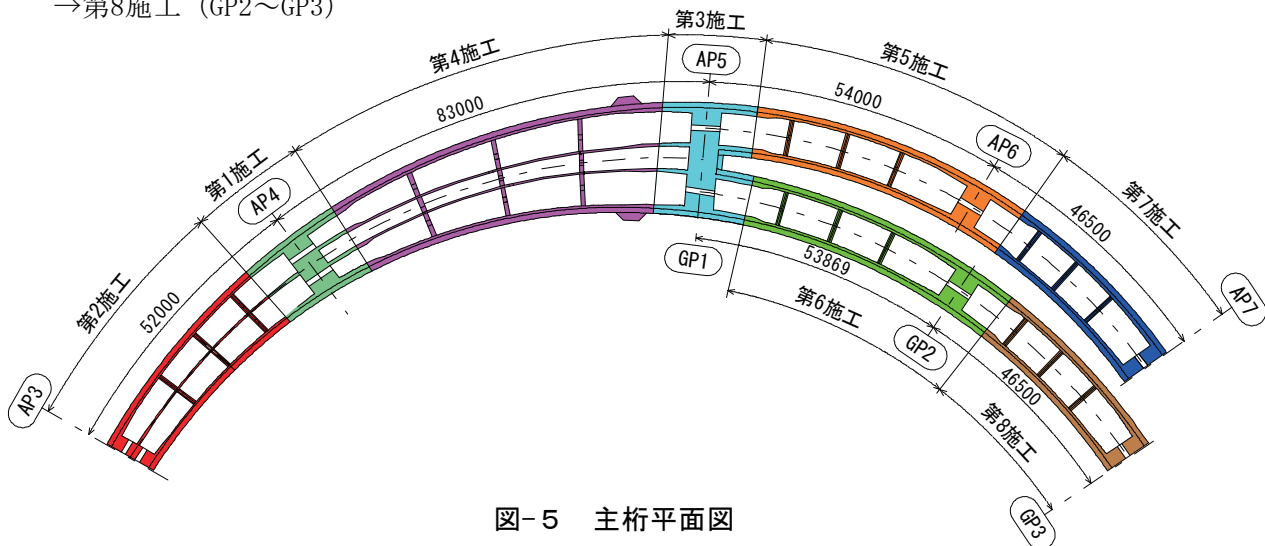 →第8施工（GP2～GP3）
第3施工
第4施工
第5施工
AP5
83000
54000
第1施工
AP4
AP6
第7施工
46500
第2施工
52000
GP1
53869
第6施工
AP7
GP2
46500
AP3
第8施工
GP3
図-5　主桁平面図